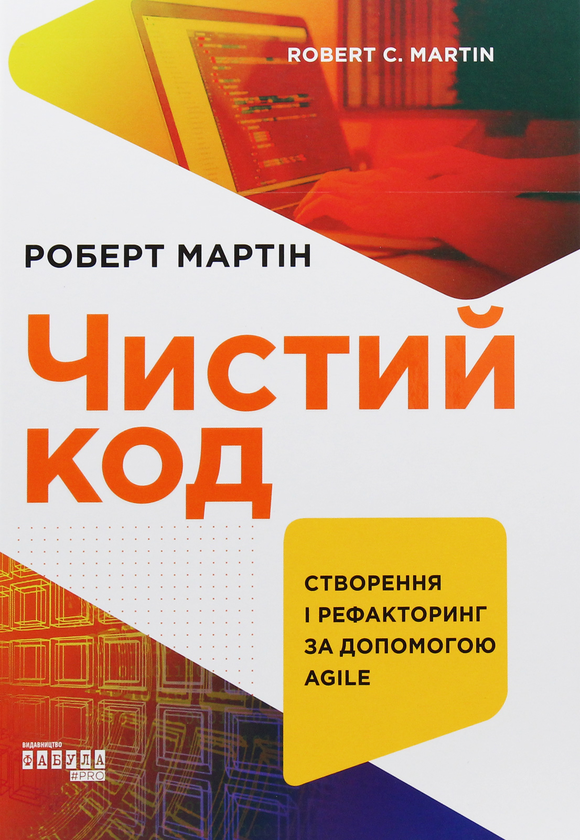 ROBERT C. MARTIN
РОБЕРТ МАРТІН
Чистий
код
СТВОРЕННЯ
І РЕФАКТОРИНГ
ЗА ДОПОМОГОЮ
AGILE
ВИДАВНИЦТВО
ФАБУЛА
#PRO